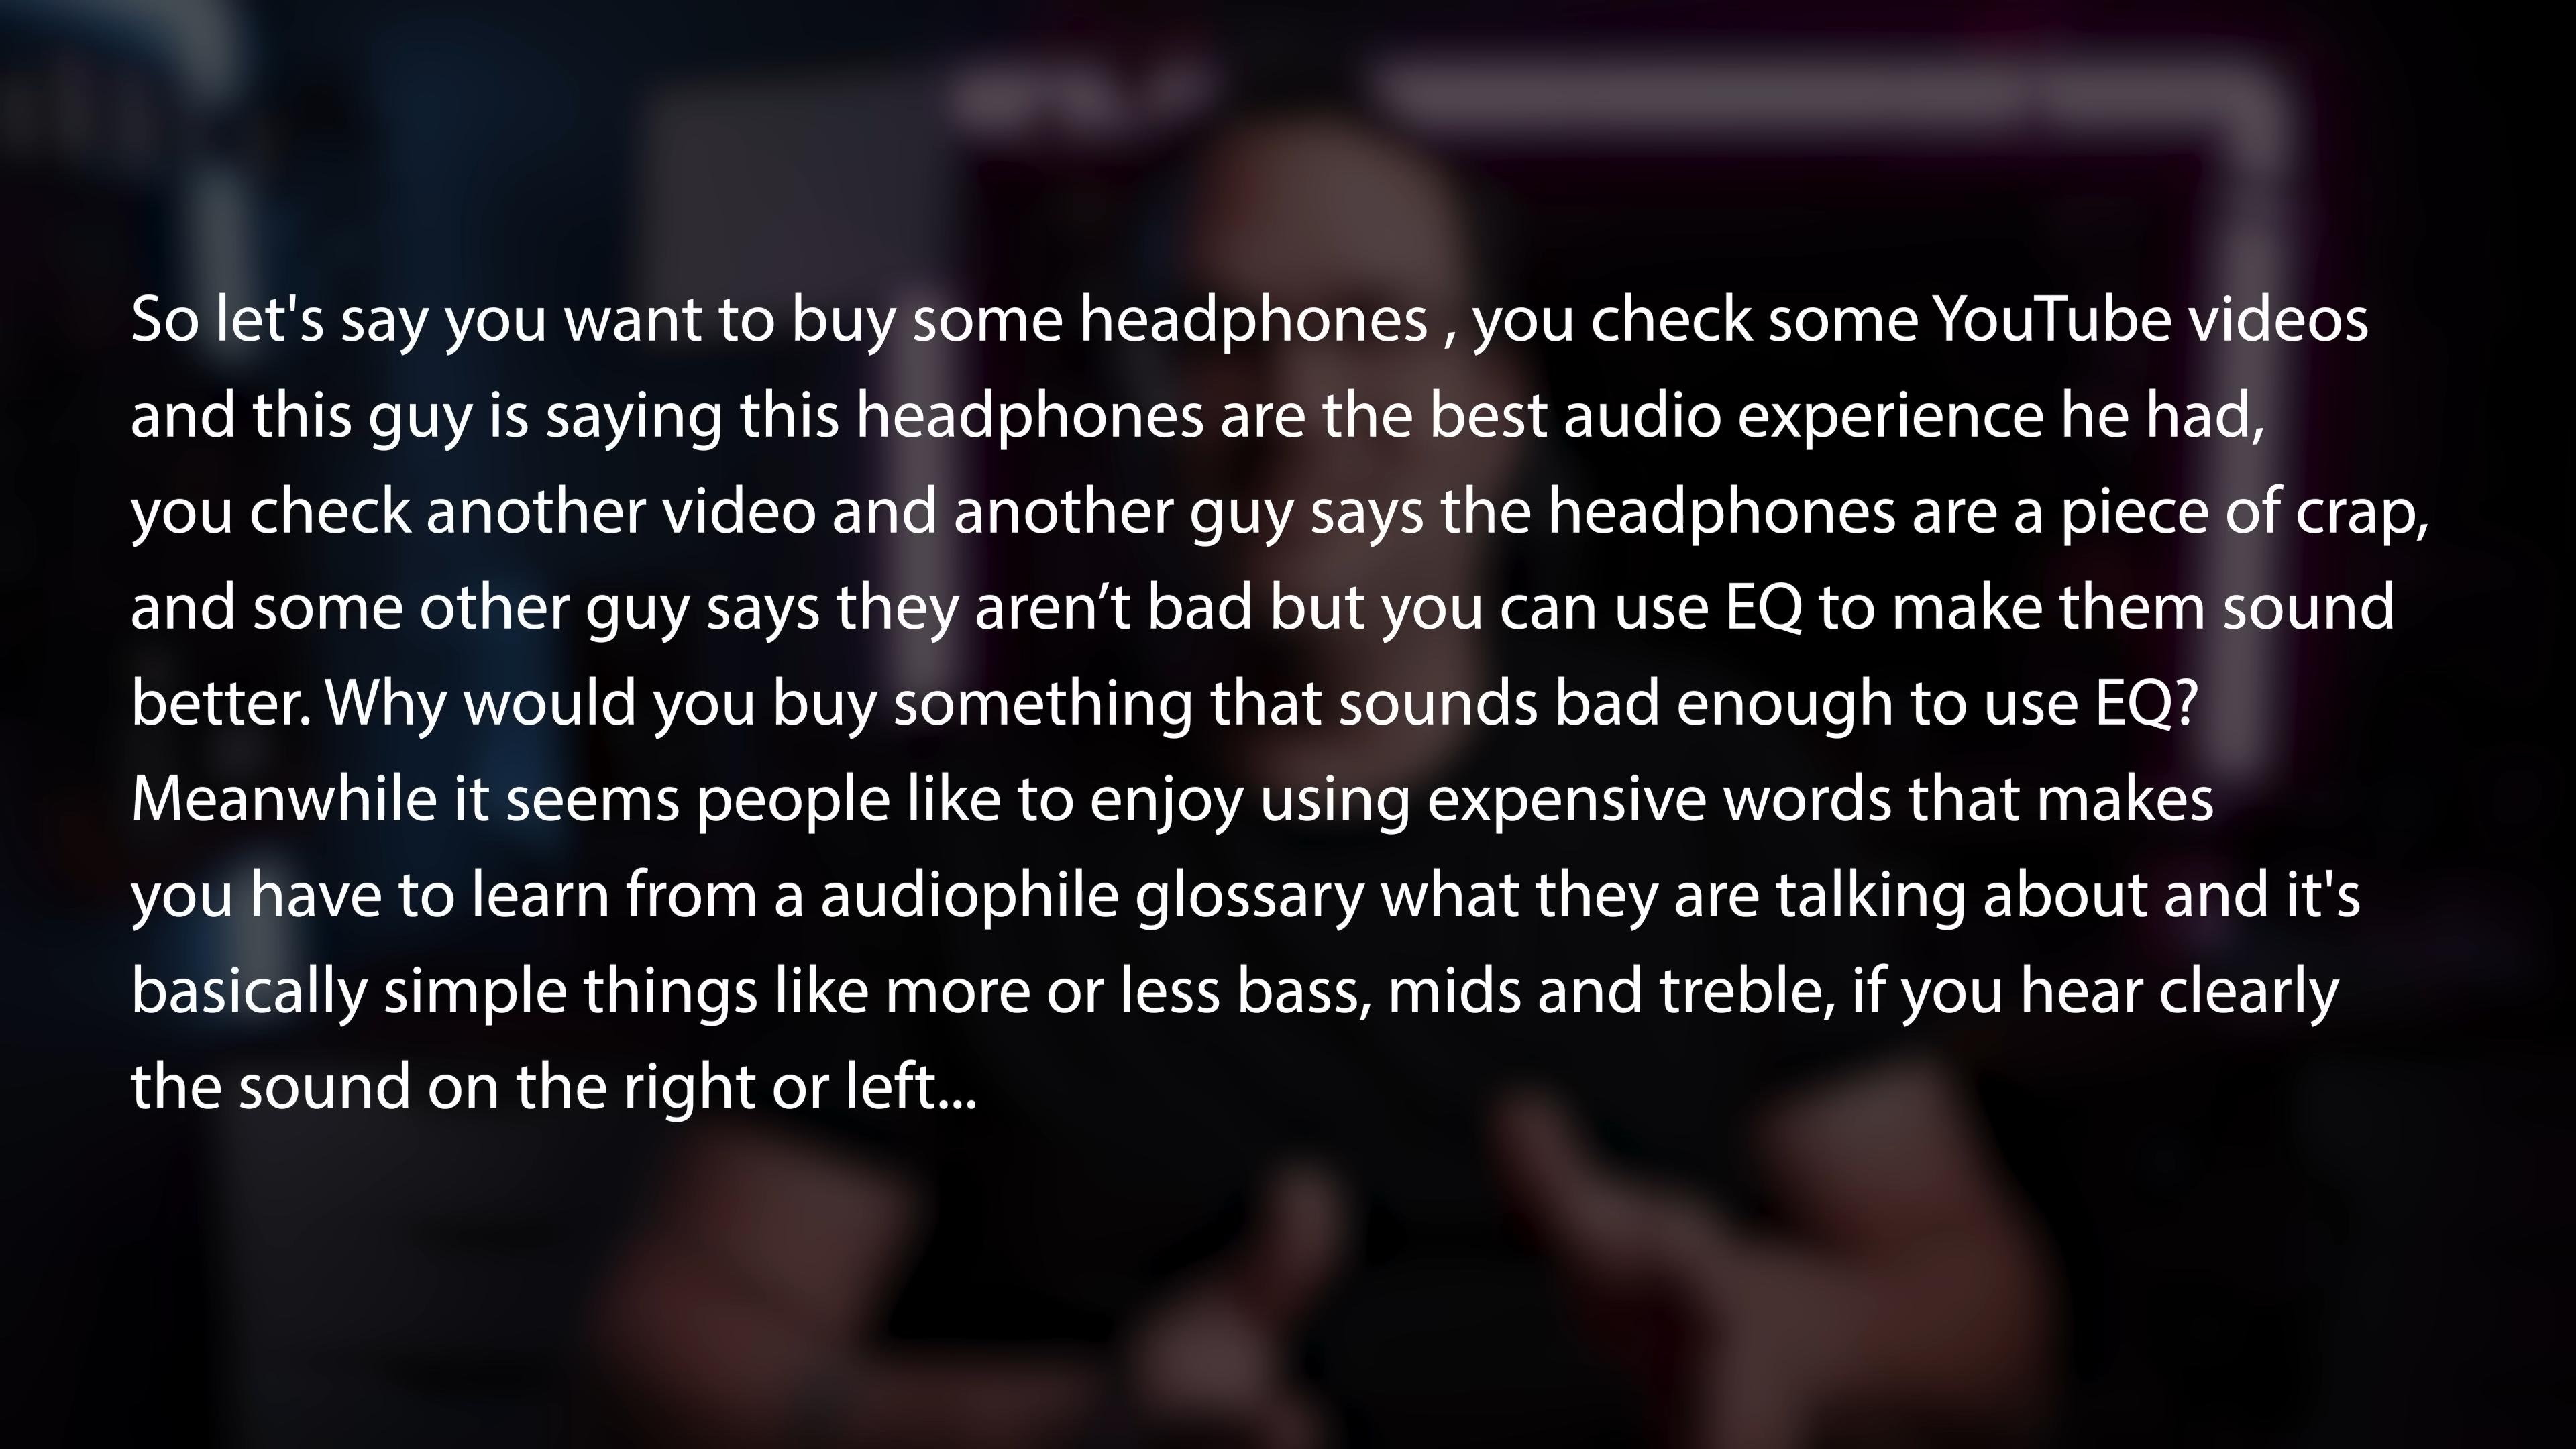 So let's say you want to buy some headphones , you check some YouTube videos
and this guy is saying this headphones are the best audio experience he had,
you check another video and another guy says the headphones are a piece of crap,
and some other guy says they aren’t bad but you can use EQ to make them sound
better. Why would you buy something that sounds bad enough to use EQ?
Meanwhile it seems people like to enjoy using expensive words that makes
you have to learn from a audiophile glossary what they are talking about and it's
basically simple things like more or less bass, mids and treble, if you hear clearly
the sound on the right or left...